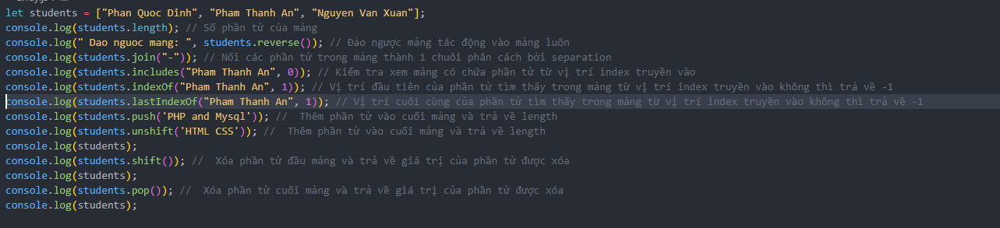 let students = ["Phan Quoc Dinh", "Pham Thanh An", "Nguyen Van Xuan"];
console.log(students.length); // Số phần tử của mảng
console.log(" Dao nguoc mang: ", students.reverse()); // Đảo ngược mảng tác động vào mảng luôn
console.log(students.join("-")); // Nối các phần tử trong mảng thành 1 chuỗi phân cách bởi separation
console.log(students.includes("Pham Thanh An", 0)); // Kiểm tra xem mảng có chứa phần tử từ vị trí index truyền vào
console.log(students.indexOf("Pham Thanh An", 1)); // Vị trí đầu tiên của phần tử tìm thấy trong mảng từ vị trí index truyền vào không thì trả về -1
console.log(students.lastIndexOf("Pham Thanh An", 1)); // Vị trí cuối cùng của phần tử tìm thấy trong mảng từ vị trí index truyền vào không thì trả về -1
console.log(students.push('PHP and Mysql')); //  Thêm phần tử vào cuối mảng và trả về length
console.log(students.unshift('HTML CSS')); //  Thêm phần tử vào cuối mảng và trả về length
console.log(students);
console.log(students.shift()); //  Xóa phần tử đầu mảng và trả về giá trị của phần tử được xóa
console.log(students);
console.log(students.pop()); //  Xóa phần tử cuối mảng và trả về giá trị của phần tử được xóa
console.log(students);